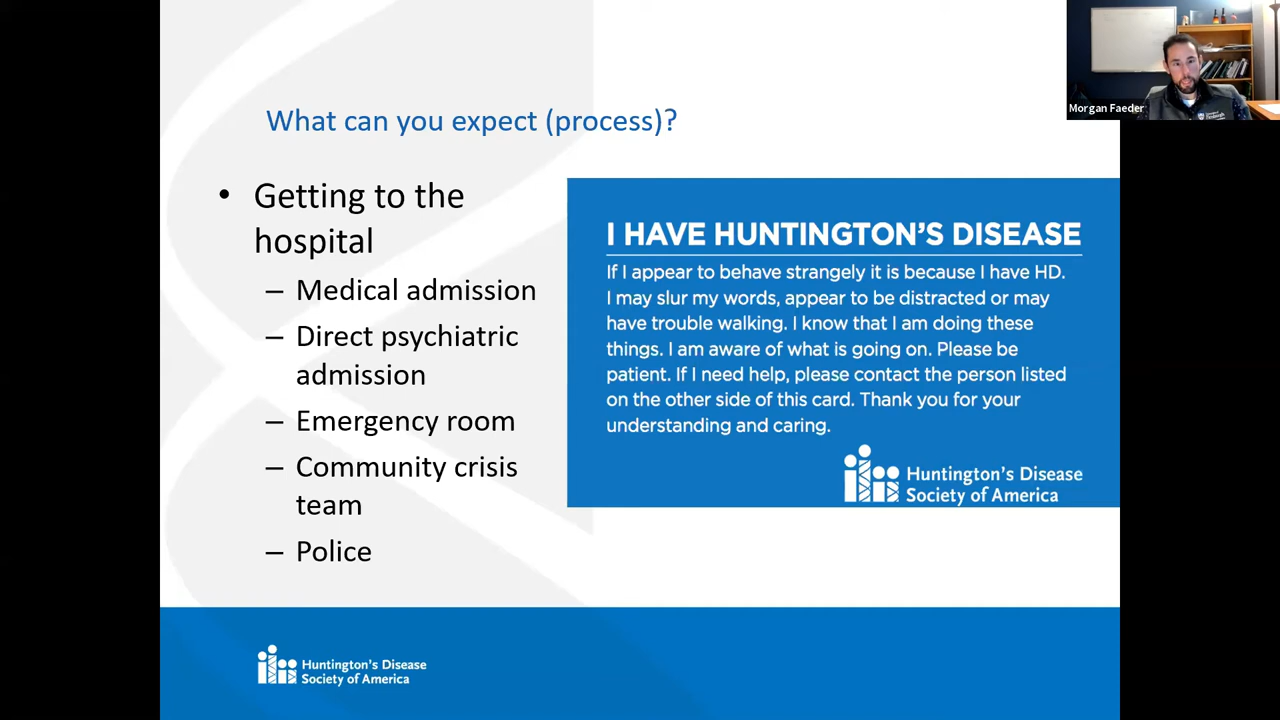 Morgan Faeder
What can you expect (process)?
• Getting to the
hospital
– Medical admission
– Direct psychiatric
admission
– Emergency room
– Community crisis
team
– Police
I HAVE HUNTINGTON'S DISEASE
If I appear to behave strangely it is because I have HD.
I may slur my words, appear to be distracted or may
have trouble walking. I know that I am doing these
things. I am aware of what is going on. Please be
patient. If I need help, please contact the person listed
on the other side of this card. Thank you for your
understanding and caring.
Huntington's Disease
Society of America
Huntington's Disease
Society of America